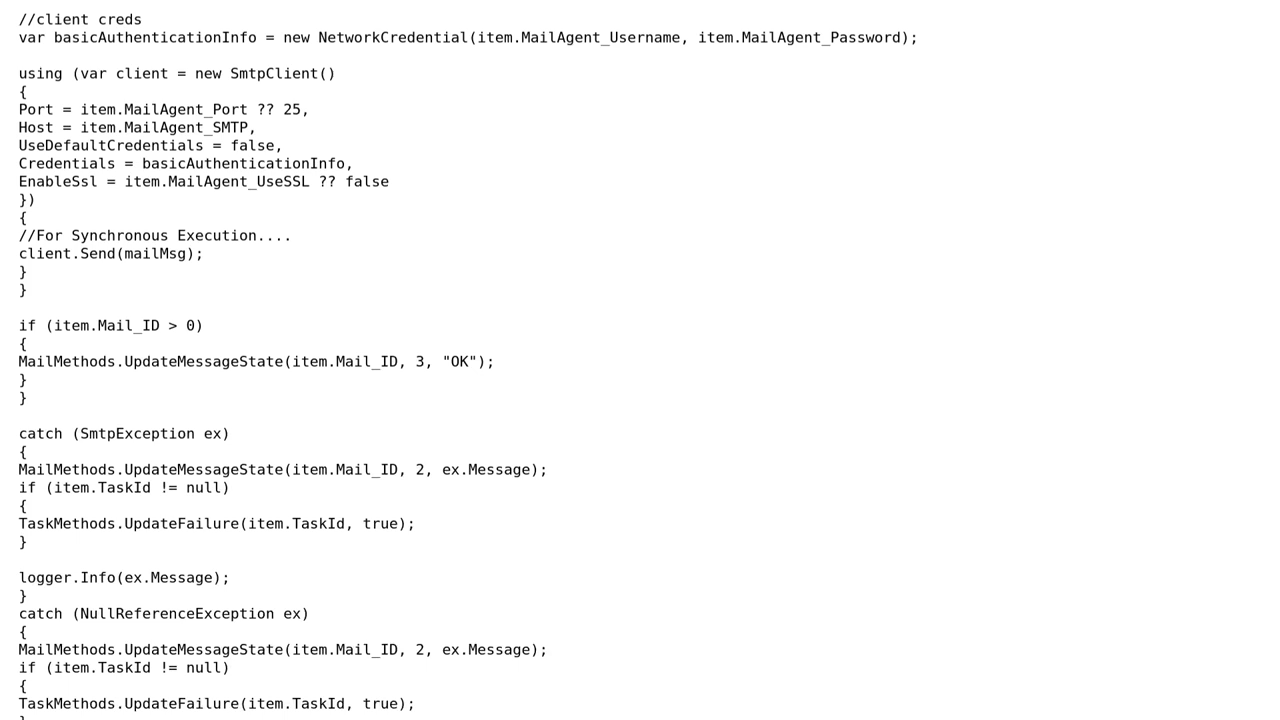 //client creds
var basicAuthenticationInfo = new NetworkCredential(item.MailAgent_Username, item.MailAgent_Password);
using (var client = new SmtpClient()
{
Port = item.MailAgent_Port ?? 25,
Host = item.MailAgent_SMTP,
UseDefaultCredentials = false,
Credentials = basicAuthenticationInfo,
EnableSsl = item.MailAgent_UseSSL ?? false
})
{
//For Synchronous Execution....
client.Send(mailMsg);
}
}
if (item.Mail_ID > 0)
{
MailMethods.UpdateMessageState(item.Mail_ID, 3, "OK");
}
}
catch (SmtpException ex)
{
MailMethods.UpdateMessageState(item.Mail_ID, 2, ex.Message);
if (item.TaskId != null)
{
TaskMethods.UpdateFailure(item.TaskId, true);
}
logger.Info(ex.Message);
}
catch (NullReferenceException ex)
{
MailMethods.UpdateMessageState(item.Mail_ID, 2, ex.Message);
if (item.TaskId != null)
{
TaskMethods.UpdateFailure(item.TaskId, true);
}